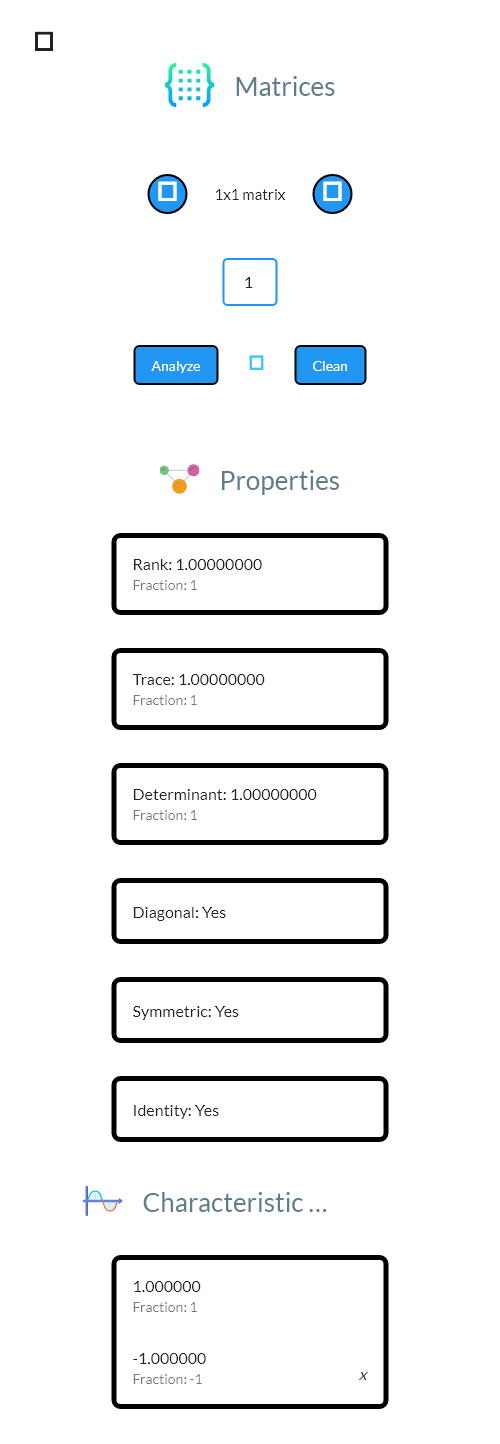 Matrices
1x1 matrix
1
Analyze
Clean
Properties
Rank: 1.00000000
Fraction: 1
Trace: 1.00000000
Fraction: 1
Determinant: 1.00000000
Fraction: 1
Diagonal: Yes
Symmetric: Yes
Identity: Yes
Characteristic ...
1.000000
Fraction: 1
-1.000000
Fraction: -1
x